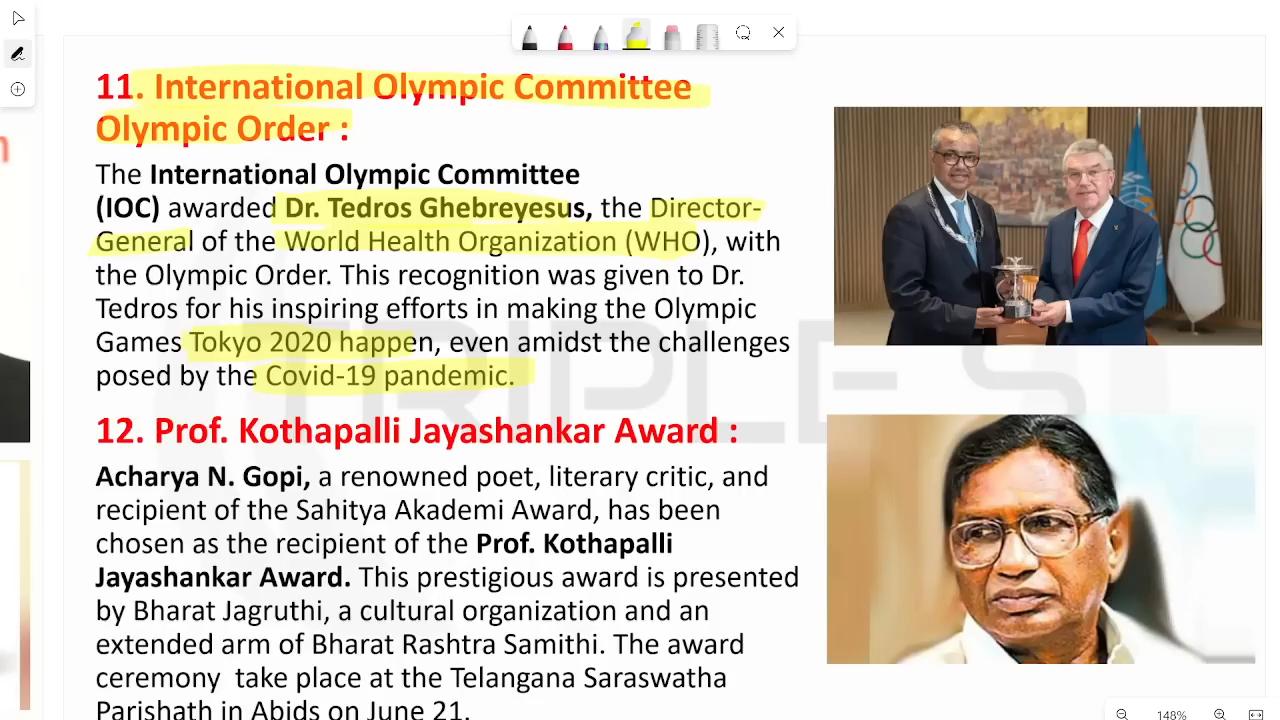 11. International Olympic Committee
Olympic Order :
The International Olympic Committee
(IOC) awarded Dr. Tedros Ghebreyesus, the Director-
General of the World Health Organization (WHO), with
the Olympic Order. This recognition was given to Dr.
Tedros for his inspiring efforts in making the Olympic
Games Tokyo 2020 happen, even amidst the challenges
posed by the Covid-19 pandemic.
12. Prof. Kothapalli Jayashankar Award :
Acharya N. Gopi, a renowned poet, literary critic, and
recipient of the Sahitya Akademi Award, has been
chosen as the recipient of the Prof. Kothapalli
Jayashankar Award. This prestigious award is presented
by Bharat Jagruthi, a cultural organization and an
extended arm of Bharat Rashtra Samithi. The award
ceremony  take place at the Telangana Saraswatha
Parishath in Abids on June 21.
TRIPLE S
148%